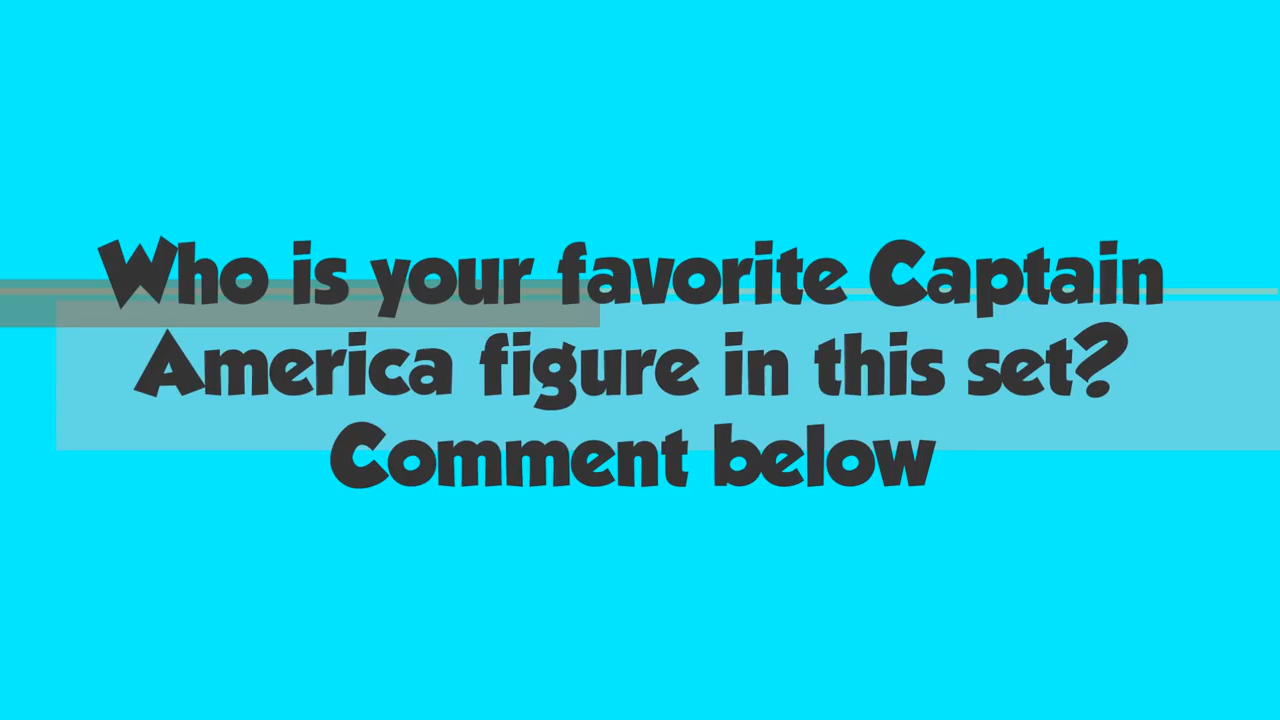 Who is your favorite Captain
America figure in this set?
Comment below